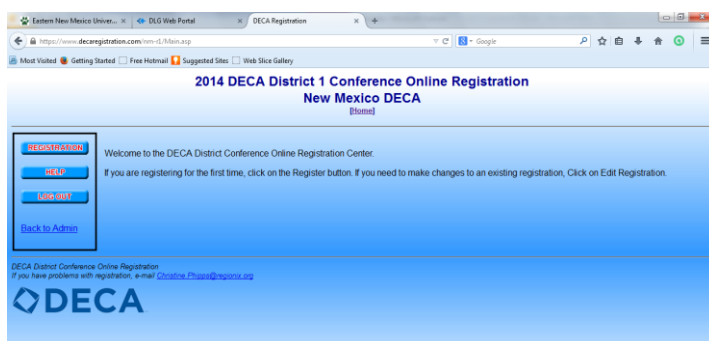 Eastern New Mexico Univer... ×
DLG Web Portal ×
DECA Registration ×
+
https://www.decaregistration.com/nm-d1/Main.asp
Google
Most Visited Getting Started Free Hotmail Suggested Sites Web Slice Gallery
2014 DECA District 1 Conference Online Registration
New Mexico DECA
[Home]
REGISTRATION
HELP
LOG OUT
Back to Admin
Welcome to the DECA District Conference Online Registration Center.
If you are registering for the first time, click on the Register button. If you need to make changes to an existing registration, Click on Edit Registration.
DECA District Conference Online Registration
If you have problems with registration, e-mail Christine.Phipps@regionix.org
DECA